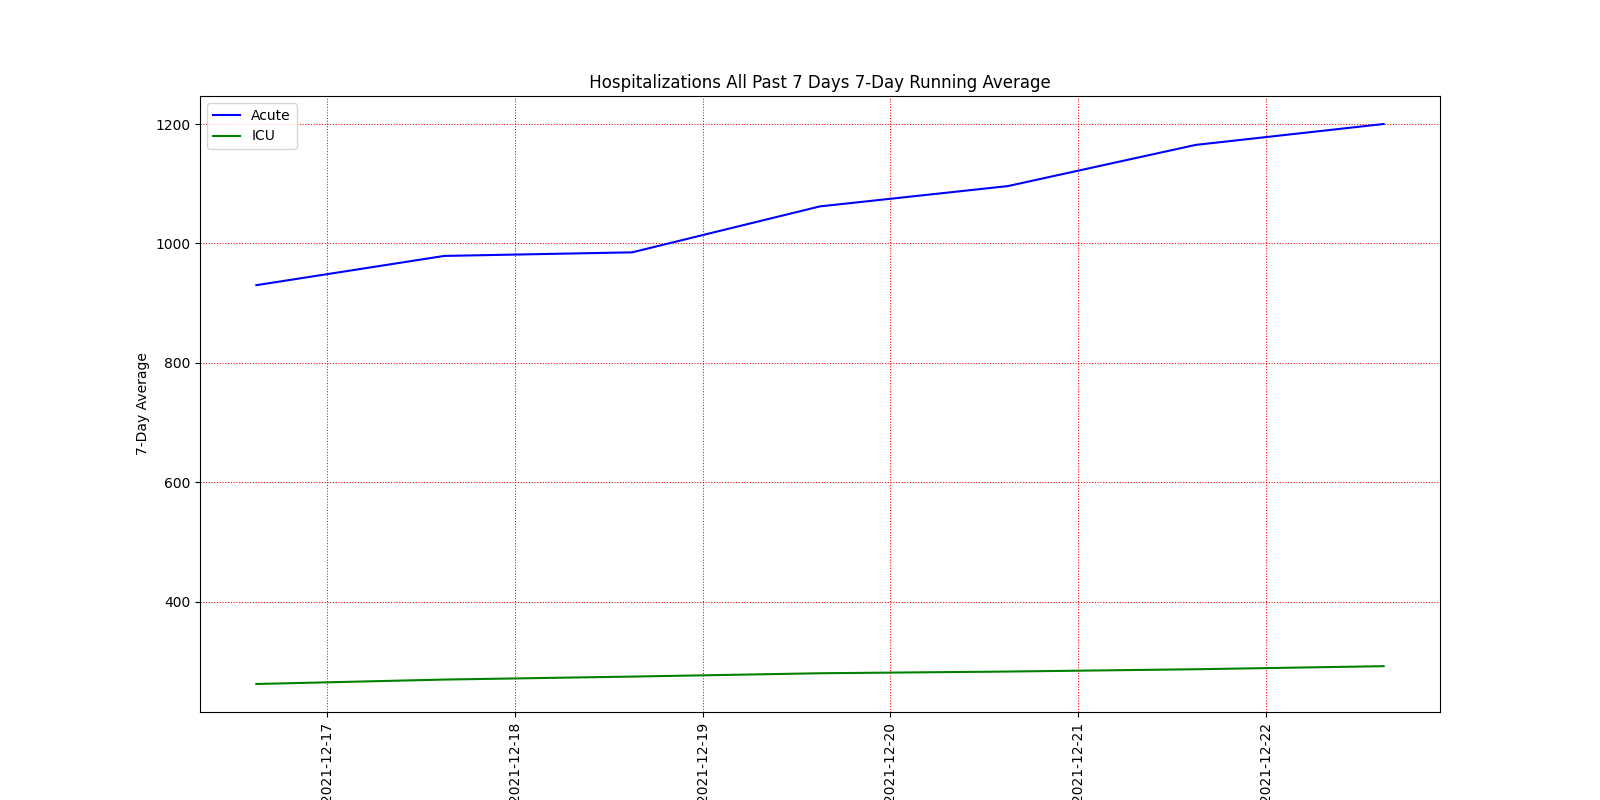 Hospitalizations All Past 7 Days 7-Day Running Average
Acute
ICU
7-Day Average
1200
1000
800
600
400
2021-12-17
2021-12-18
2021-12-19
2021-12-20
2021-12-21
2021-12-22